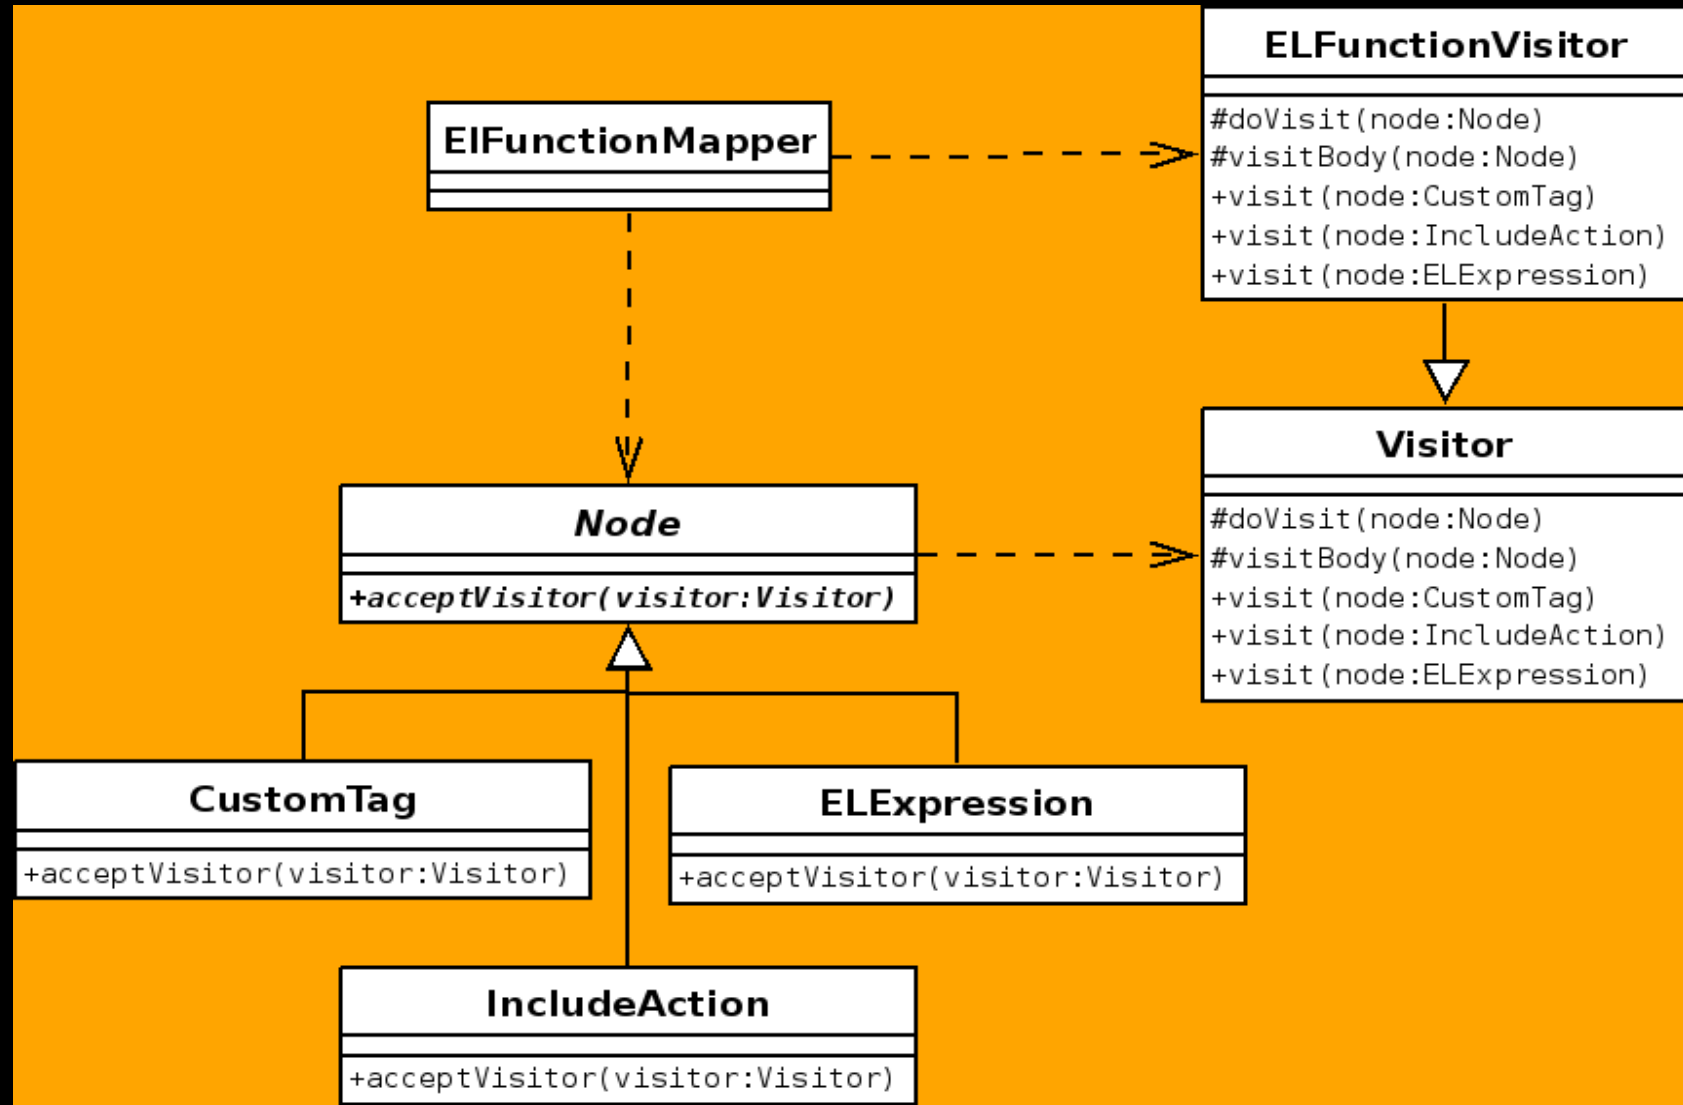 ELFunctionVisitor
#doVisit(node:Node)
#visitBody(node:Node)
+visit(node:CustomTag)
+visit(node:IncludeAction)
+visit(node:ELExpression)
ElFunctionMapper
Visitor
#doVisit(node:Node)
#visitBody(node:Node)
+visit(node:CustomTag)
+visit(node:IncludeAction)
+visit(node:ELExpression)
Node
+acceptVisitor(visitor:Visitor)
CustomTag
+acceptVisitor(visitor:Visitor)
ELExpression
+acceptVisitor(visitor:Visitor)
IncludeAction
+acceptVisitor(visitor:Visitor)